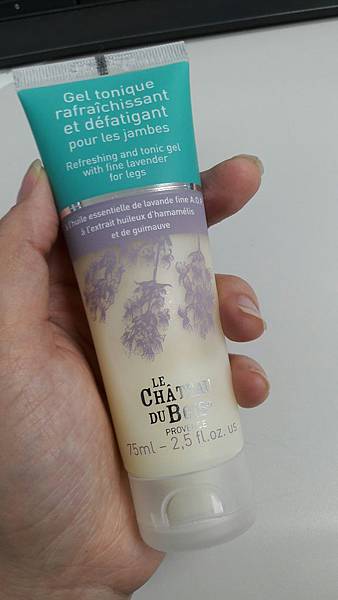 Gel tonique
rafraîchissant
et défatigant
pour les jambes
Refreshing and tonic gel
with fine lavender
for legs
à l'huile essentielle de lavande fine A.O.P
à l'extrait huileux d'hamamélis
et de guimauve
LE
CHÂTEAU
DU BOIS
PROVENCE
75ml - 2,5 fl.oz. us